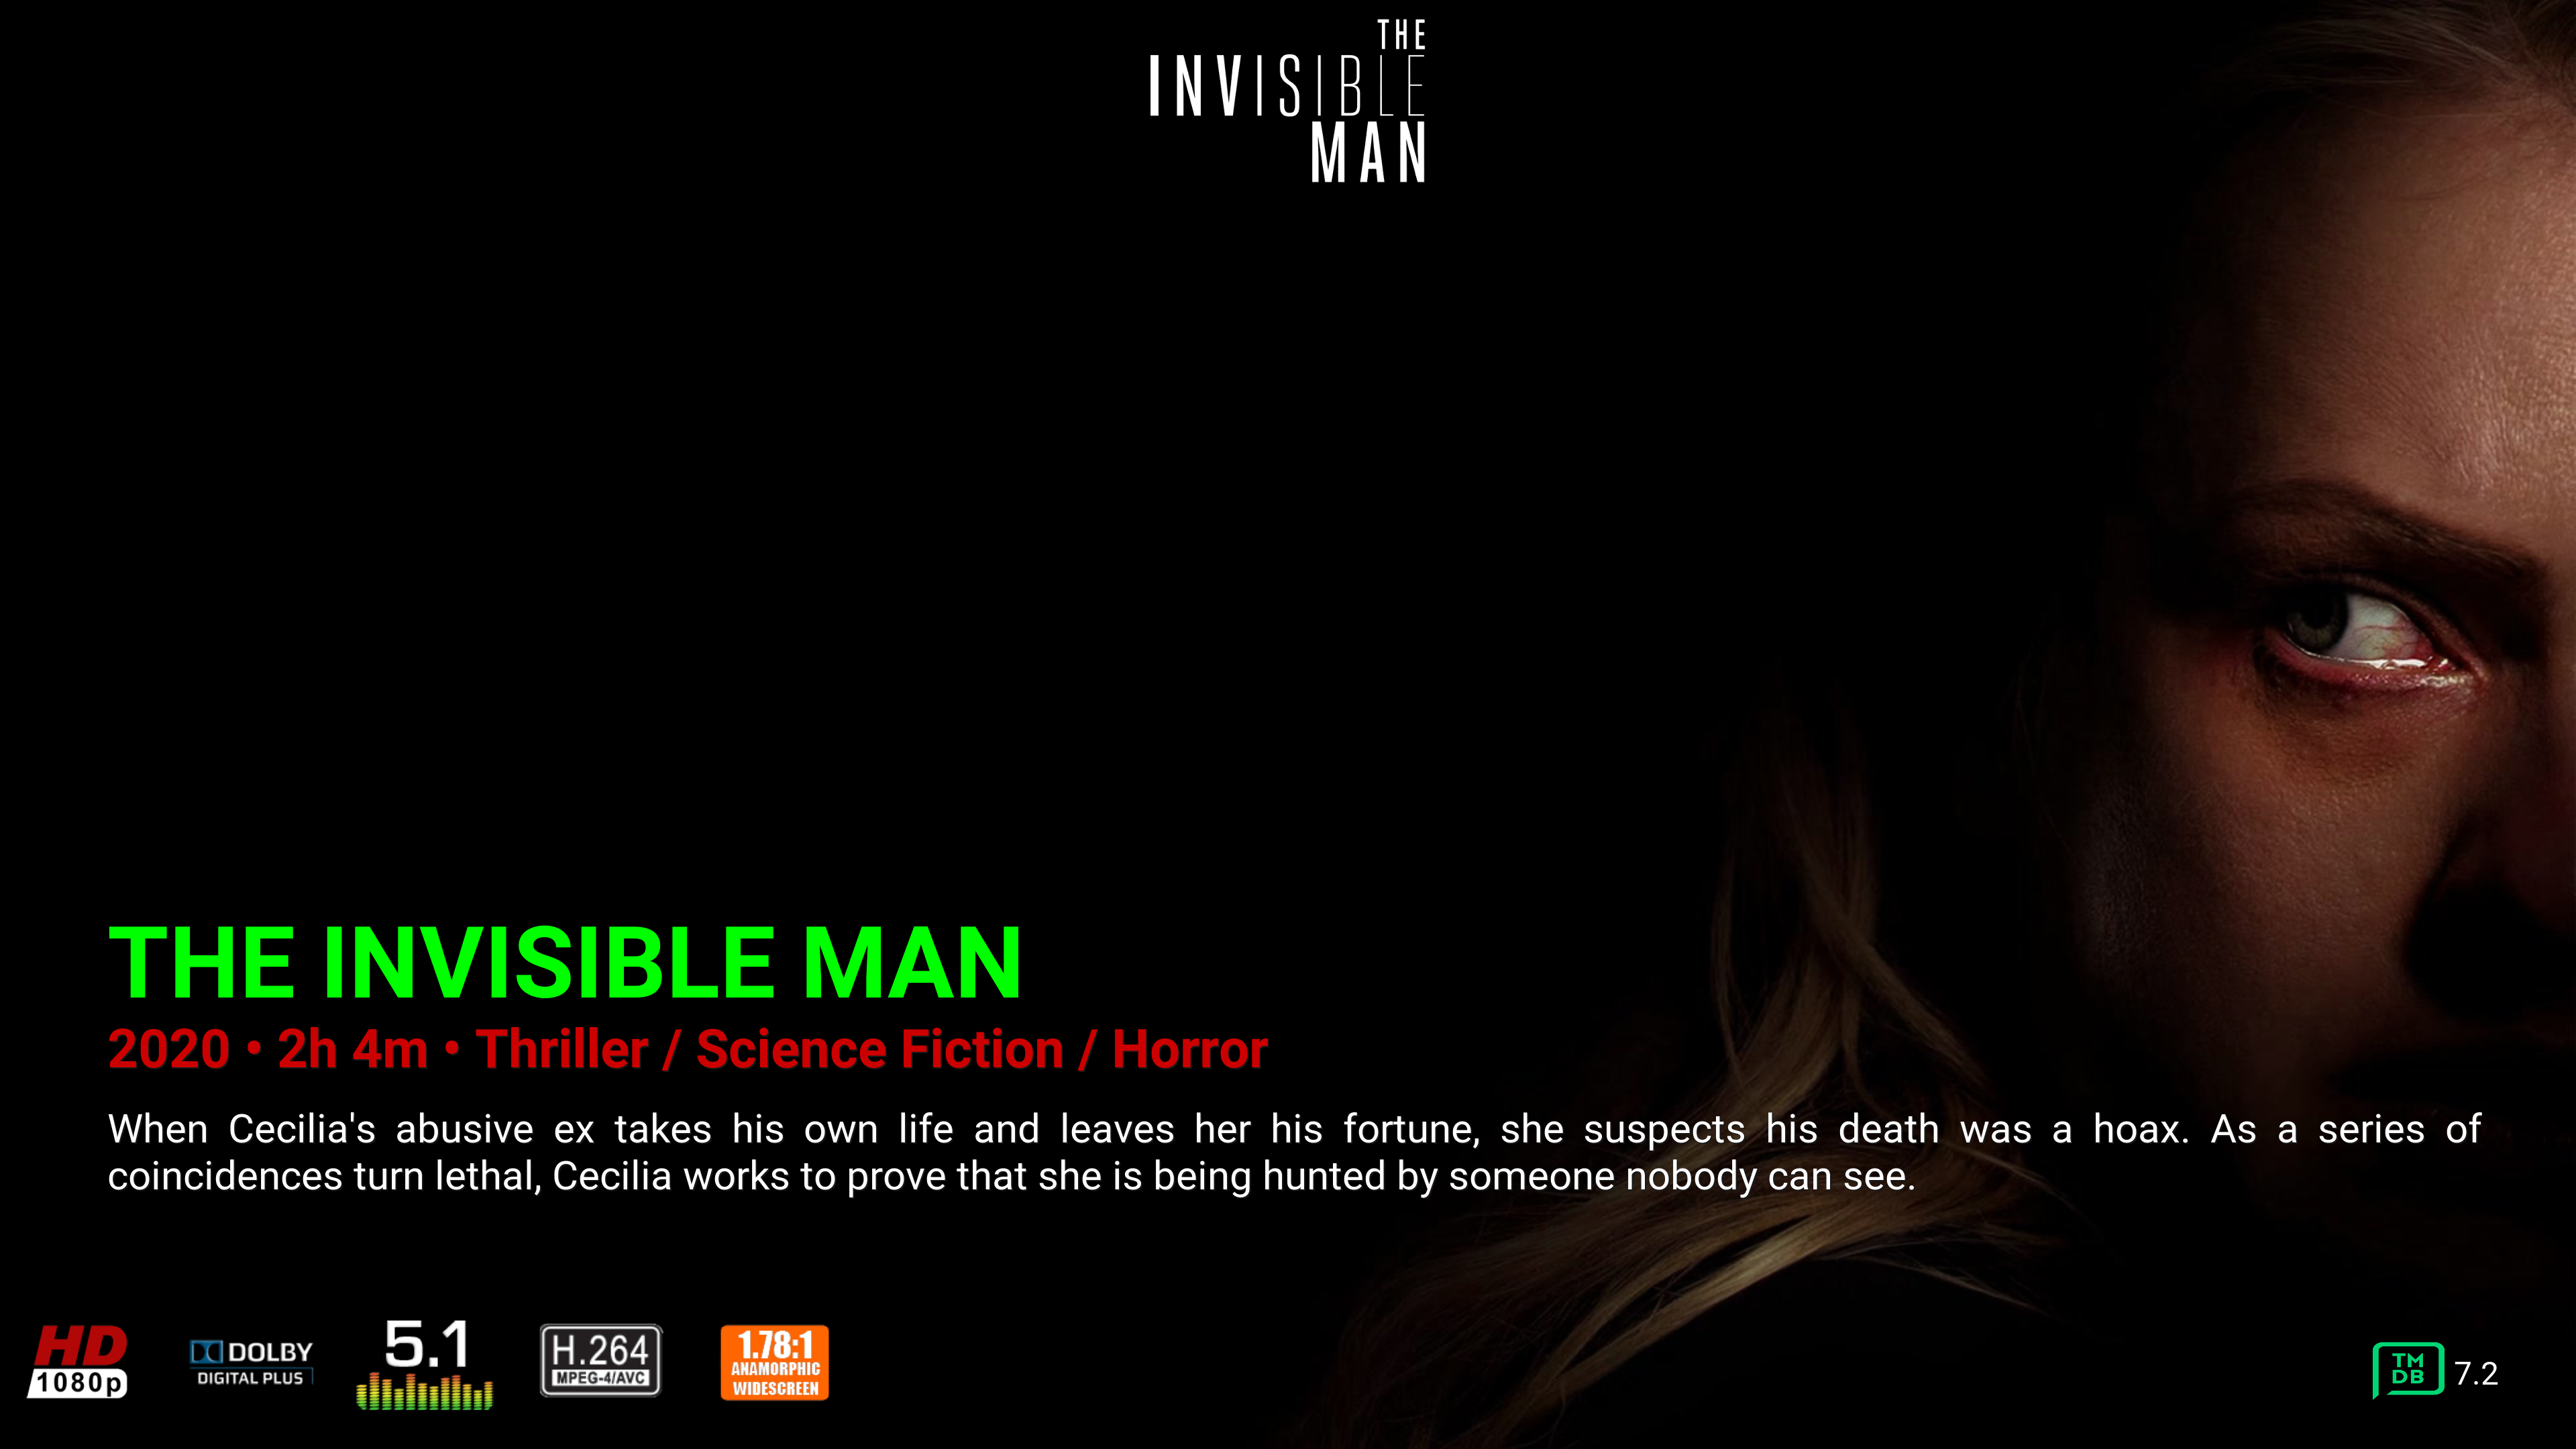 THE
INVISIBLE
MAN
THE INVISIBLE MAN
2020 • 2h 4m • Thriller / Science Fiction / Horror
When Cecilia's abusive ex takes his own life and leaves her his fortune, she suspects his death was a hoax. As a series of
coincidences turn lethal, Cecilia works to prove that she is being hunted by someone nobody can see.
HD
1080p
DOLBY
DIGITAL PLUS
5.1
H.264
MPEG-4/AVC
1.78:1
ANAMORPHIC
WIDESCREEN
TM
DB
7.2